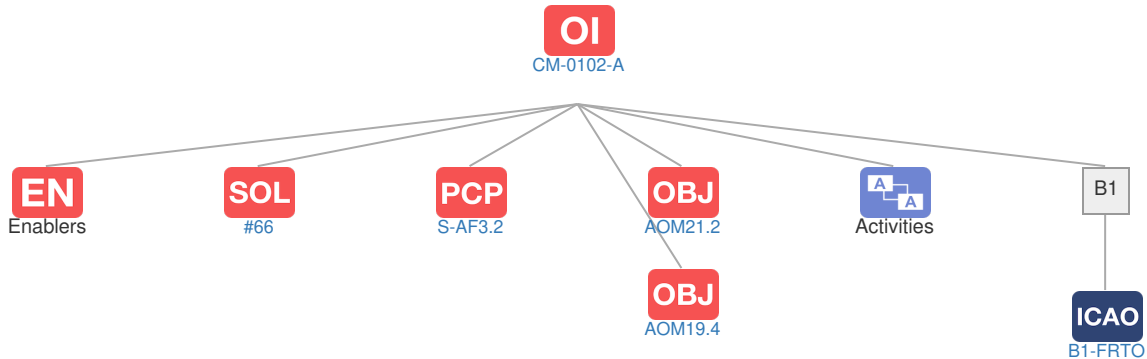 OI
CM-0102-A
EN
Enablers
SOL
#66
PCP
S-AF3.2
OBJ
AOM21.2
A
A
Activities
B1
OBJ
AOM19.4
ICAO
B1-FRTO